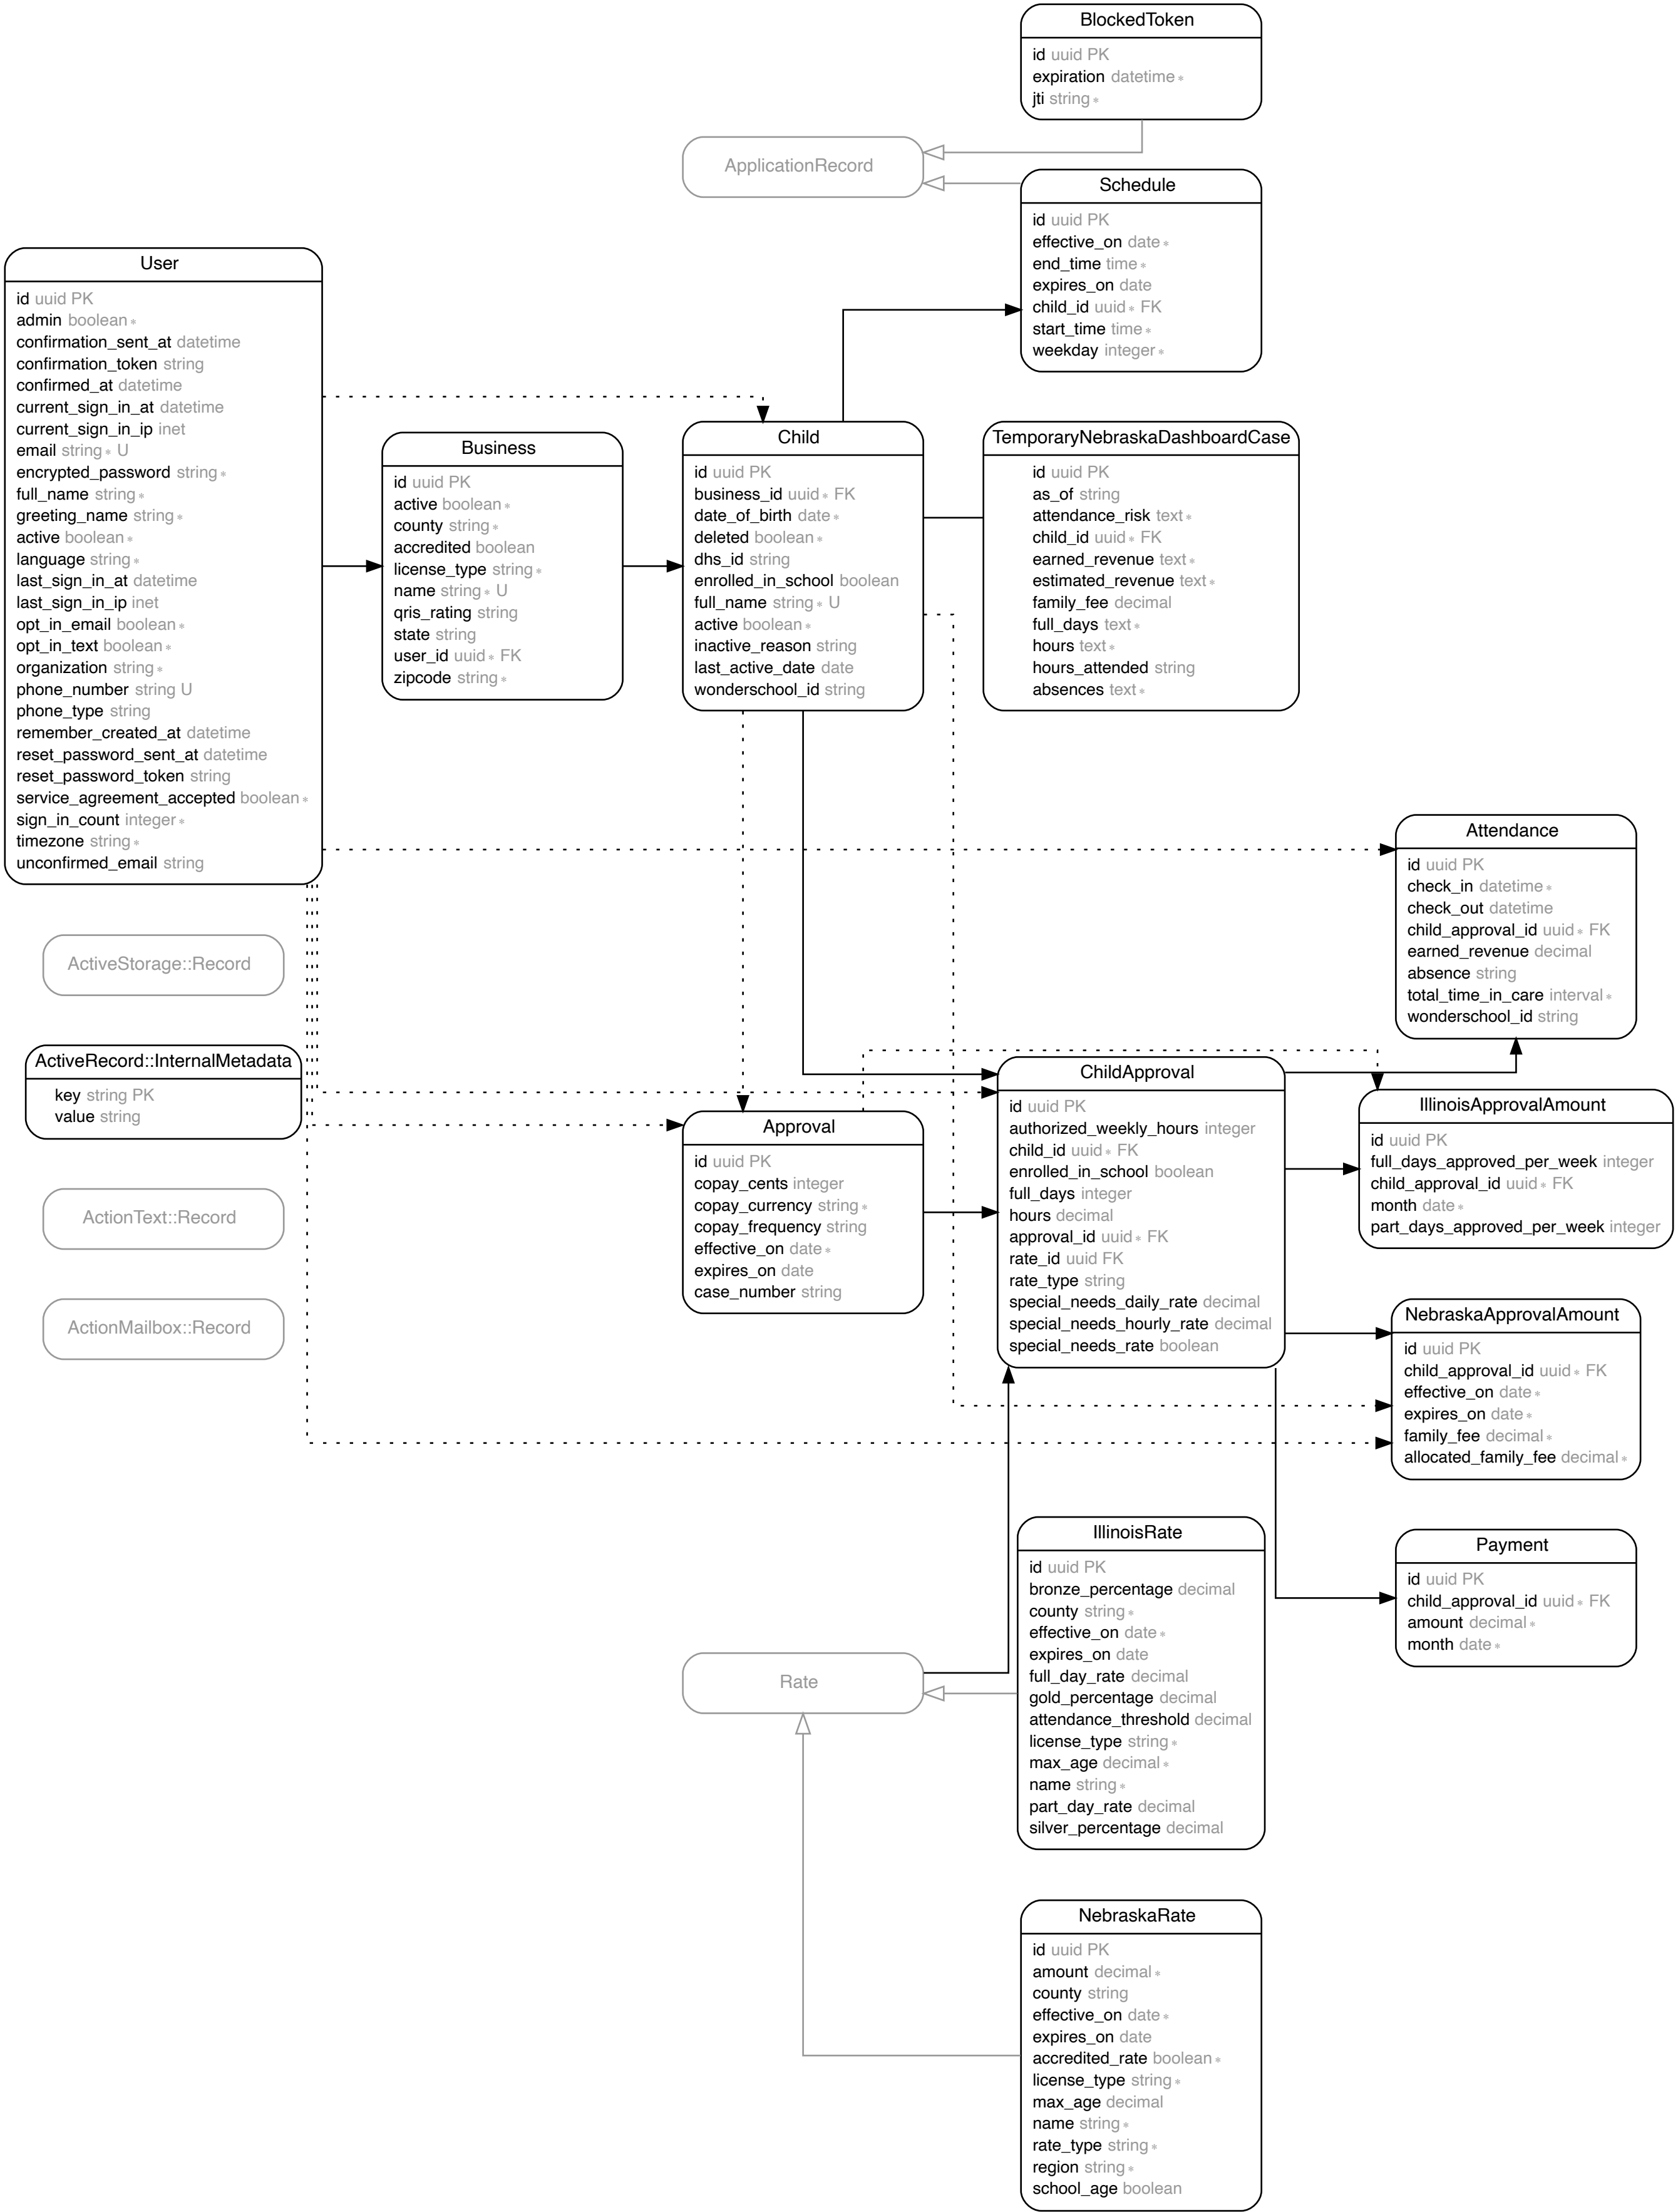 BlockedToken
id uuid PK
expiration datetime ∗
jti string ∗
ApplicationRecord
Schedule
id uuid PK
effective_on date ∗
end_time time ∗
expires_on date
child_id uuid ∗ FK
start_time time ∗
weekday integer ∗
User
id uuid PK
admin boolean ∗
confirmation_sent_at datetime
confirmation_token string
confirmed_at datetime
current_sign_in_at datetime
current_sign_in_ip inet
email string ∗ U
encrypted_password string ∗
full_name string ∗
greeting_name string ∗
active boolean ∗
language string ∗
last_sign_in_at datetime
last_sign_in_ip inet
opt_in_email boolean ∗
opt_in_text boolean ∗
organization string ∗
phone_number string U
phone_type string
remember_created_at datetime
reset_password_sent_at datetime
reset_password_token string
service_agreement_accepted boolean ∗
sign_in_count integer ∗
timezone string ∗
unconfirmed_email string
Business
id uuid PK
active boolean ∗
county string ∗
accredited boolean
license_type string ∗
name string ∗ U
qris_rating string
state string
user_id uuid ∗ FK
zipcode string ∗
Child
id uuid PK
business_id uuid ∗ FK
date_of_birth date ∗
deleted boolean ∗
dhs_id string
enrolled_in_school boolean
full_name string ∗ U
active boolean ∗
inactive_reason string
last_active_date date
wonderschool_id string
TemporaryNebraskaDashboardCase
id uuid PK
as_of string
attendance_risk text ∗
child_id uuid ∗ FK
earned_revenue text ∗
estimated_revenue text ∗
family_fee decimal
full_days text ∗
hours text ∗
hours_attended string
absences text ∗
Attendance
id uuid PK
check_in datetime ∗
check_out datetime
child_approval_id uuid ∗ FK
earned_revenue decimal
absence string
total_time_in_care interval ∗
wonderschool_id string
ActiveStorage::Record
ActiveRecord::InternalMetadata
key string PK
value string
ActionText::Record
ActionMailbox::Record
Approval
id uuid PK
copay_cents integer
copay_currency string ∗
copay_frequency string
effective_on date ∗
expires_on date
case_number string
ChildApproval
id uuid PK
authorized_weekly_hours integer
child_id uuid ∗ FK
enrolled_in_school boolean
full_days integer
hours decimal
approval_id uuid ∗ FK
rate_id uuid FK
rate_type string
special_needs_daily_rate decimal
special_needs_hourly_rate decimal
special_needs_rate boolean
IllinoisApprovalAmount
id uuid PK
full_days_approved_per_week integer
child_approval_id uuid ∗ FK
month date ∗
part_days_approved_per_week integer
NebraskaApprovalAmount
id uuid PK
child_approval_id uuid ∗ FK
effective_on date ∗
expires_on date ∗
family_fee decimal ∗
allocated_family_fee decimal ∗
Payment
id uuid PK
child_approval_id uuid ∗ FK
amount decimal ∗
month date ∗
Rate
IllinoisRate
id uuid PK
bronze_percentage decimal
county string ∗
effective_on date ∗
expires_on date
full_day_rate decimal
gold_percentage decimal
attendance_threshold decimal
license_type string ∗
max_age decimal ∗
name string ∗
part_day_rate decimal
silver_percentage decimal
NebraskaRate
id uuid PK
amount decimal ∗
county string
effective_on date ∗
expires_on date
accredited_rate boolean ∗
license_type string ∗
max_age decimal
name string ∗
rate_type string ∗
region string ∗
school_age boolean